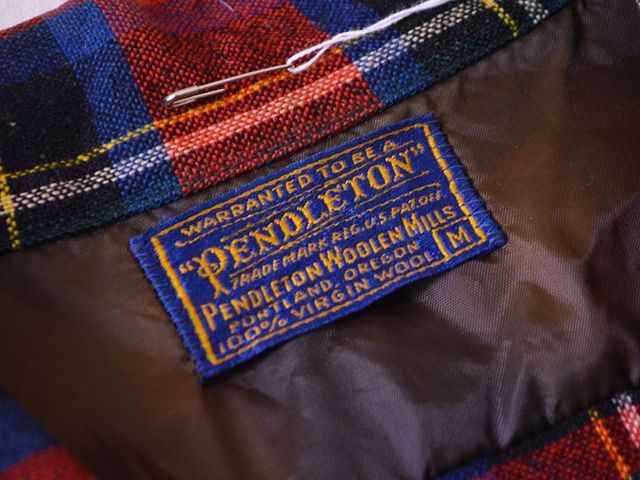 WARRANTED TO BE A
"PENDLETON"
TRADE MARK REG. U.S. PAT. OFF.
PENDLETON WOOLEN MILLS
PORTLAND, OREGON
100% VIRGIN WOOL
M